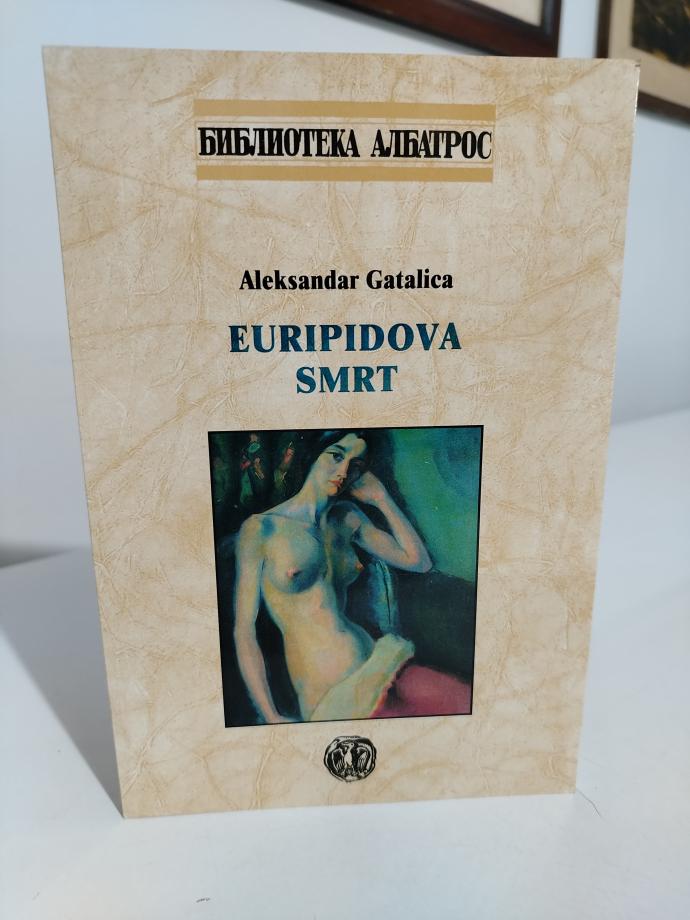 БИБЛИОТЕКА АЛБАТРОС
Aleksandar Gatalica
EURIPIDOVA
SMRT